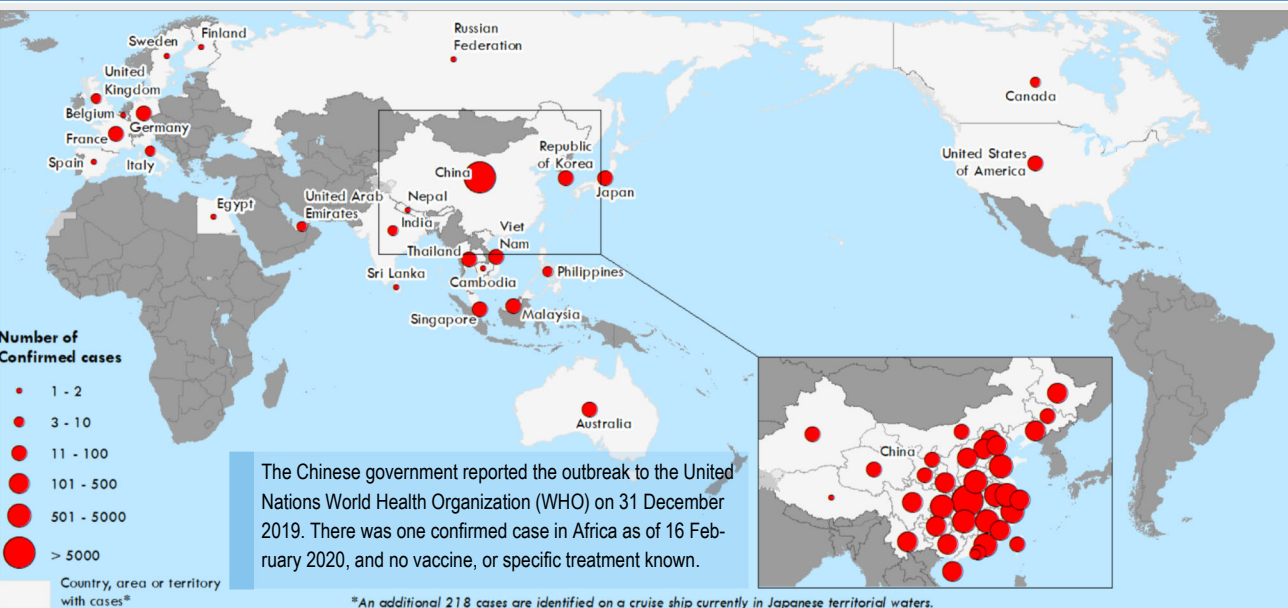 Finland
Sweden
Russian
Federation
United
Kingdom
Belgium
Germany
France
Spain
Italy
Canada
United States
of America
Republic
of Korea
China
Japan
Egypt
United Arab
Emirates
Nepal
India
Viet
Nam
Thailand
Sri Lanka
Cambodia
Philippines
Singapore
Malaysia
Australia
Number of
Confirmed cases
1 - 2
3 - 10
11 - 100
101 - 500
501 - 5000
> 5000
Country, area or territory
with cases*
The Chinese government reported the outbreak to the United
Nations World Health Organization (WHO) on 31 December
2019. There was one confirmed case in Africa as of 16 Feb-
ruary 2020, and no vaccine, or specific treatment known.
China
*An additional 218 cases are identified on a cruise ship currently in Japanese territorial waters.